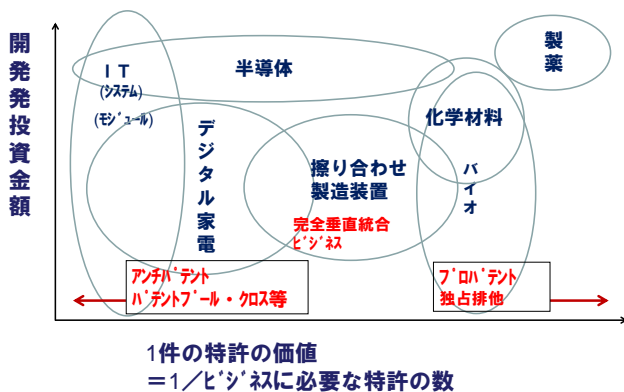 開発発投資金額
IT
(システム)
(モジュール)
半導体
製薬
化学材料
デジタル家電
擦り合わせ
製造装置
バイオ
完全垂直統合
ビジネス
アンチパテント
パテントプール・クロス等
プロパテント
独占排他
1件の特許の価値
＝1／ビジネスに必要な特許の数